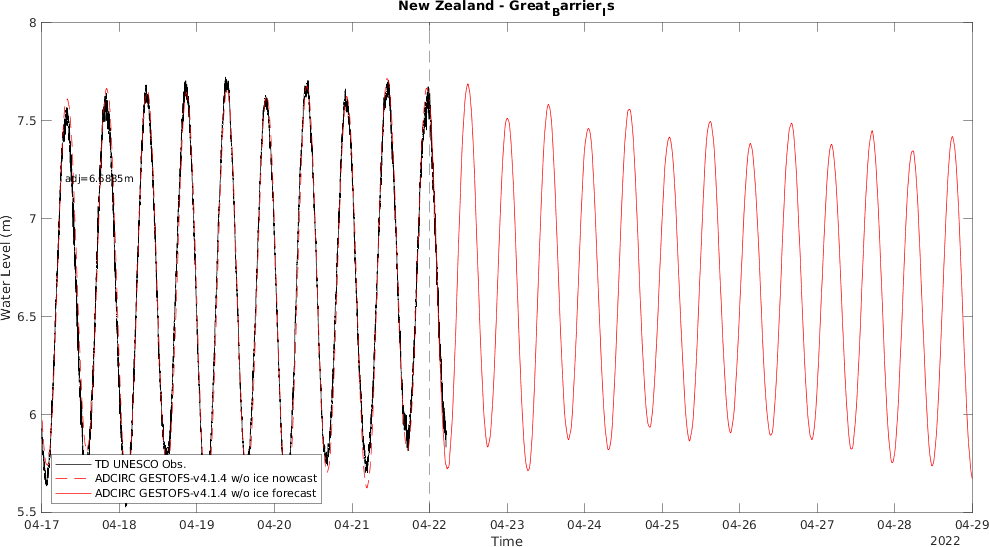 New Zealand - Great_Barrier_Is
8
7.5
adj=6.6885m
7
Water Level (m)
6.5
6
TD UNESCO Obs.
ADCIRC GESTOFS-v4.1.4 w/o ice nowcast
ADCIRC GESTOFS-v4.1.4 w/o ice forecast
5.5
04-17 04-18 04-19 04-20 04-21 04-22 04-23 04-24 04-25 04-26 04-27 04-28 04-29
Time
2022